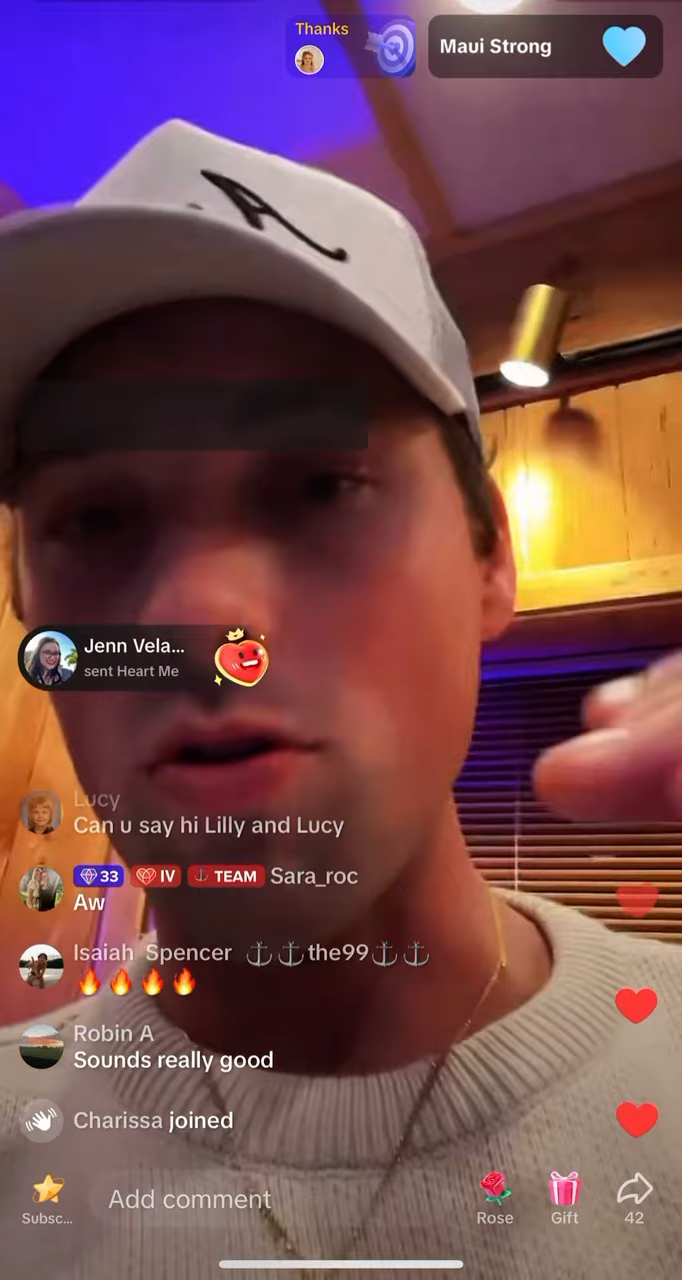 Thanks
Maui Strong
A
Jenn Vela...
sent Heart Me
Lucy
Can u say hi Lilly and Lucy
33 IV TEAM Sara_roc
Aw
Isaiah Spencer ⚓⚓the99⚓⚓
🔥🔥🔥🔥
Robin A
Sounds really good
Charissa joined
Subsc...
Add comment
Rose
Gift
42